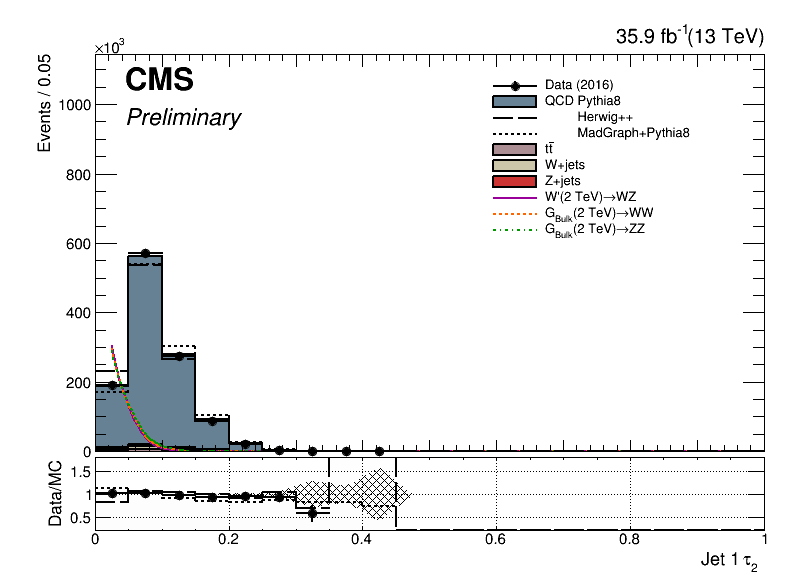 35.9 fb⁻¹(13 TeV)
×10³
CMS
Preliminary
Events / 0.05
1000
800
600
400
200
0
Data (2016)
QCD Pythia8
Herwig++
MadGraph+Pythia8
tt̅
W+jets
Z+jets
W'(2 TeV)→WZ
G_Bulk(2 TeV)→WW
G_Bulk(2 TeV)→ZZ
Data/MC
1.5
1
0.5
0 0.2 0.4 0.6 0.8 1
Jet 1 τ₂